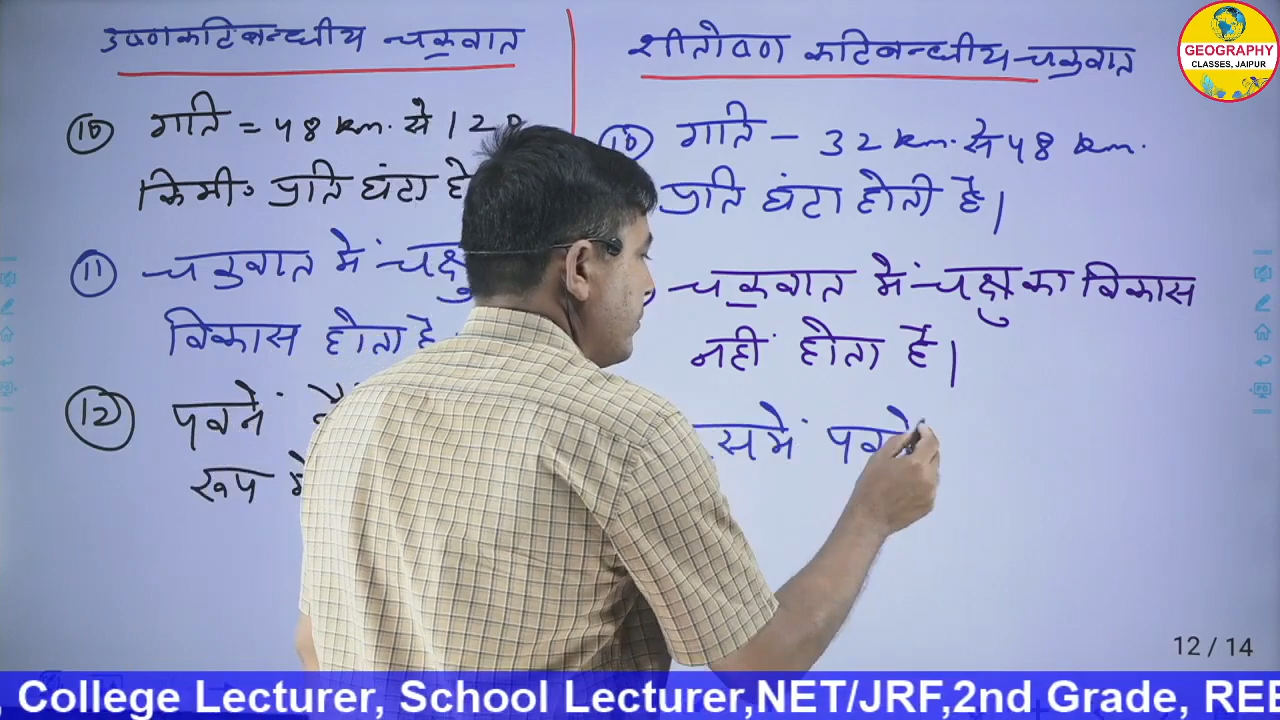 उष्णकटिबन्धीय चक्रवात
⑩ गति = 48 km. से 120
किमी॰ प्रति घंटा है
⑪ चक्रवात में चक्षु
विकास होता है
⑫ पवनें
रूप में
शीतोष्ण कटिबन्धीय चक्रवात
⑩ गति - 32 km. से 48 km.
प्रति घंटा होती है।
चक्रवात में चक्षु का विकास
नहीं होता है।
समें पवने
GEOGRAPHY
CLASSES, JAIPUR
12 / 14
, College Lecturer, School Lecturer,NET/JRF,2nd Grade, REE